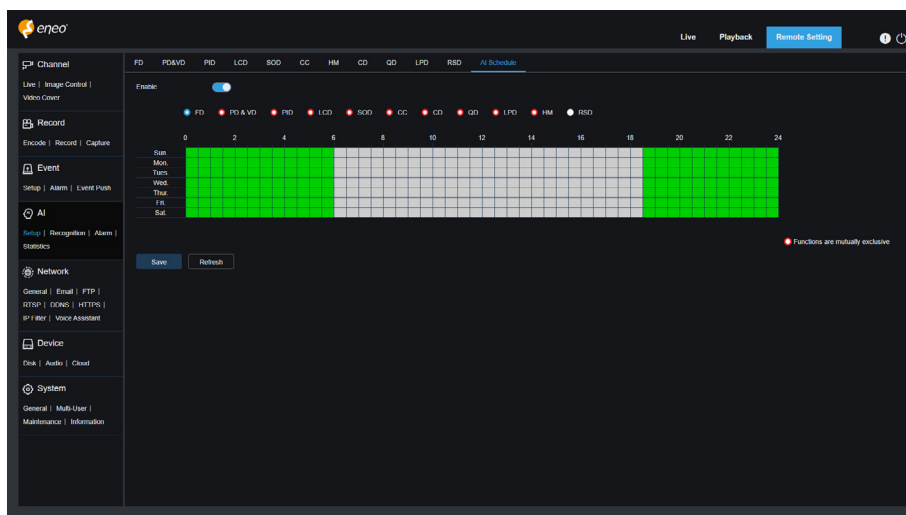 eneo
Live Playback Remote Setting
Channel
Live | Image Control |
Video Cover
Record
Encode | Record | Capture
Event
Setup | Alarm | Event Push
AI
Setup | Recognition | Alarm |
Statistics
Network
General | Email | FTP |
RTSP | DDNS | HTTPS |
IP Filter | Voice Assistant
Device
Disk | Audio | Cloud
System
General | Multi-User |
Maintenance | Information
FD PD&VD PID LCD SOD CC HM CD QD LPD RSD AI Schedule
Enable
FD PD & VD PID LCD SOD CC CD QD LPD HM RSD
0 2 4 6 8 10 12 14 16 18 20 22 24
Sun.
Mon.
Tues.
Wed.
Thur.
Fri.
Sat.
Functions are mutually exclusive
Save Refresh